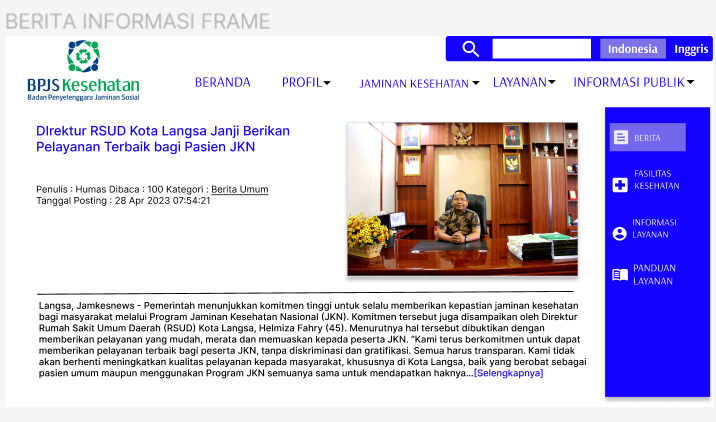 BERITA INFORMASI FRAME
Indonesia
Inggris
BPJS Kesehatan
Badan Penyelenggara Jaminan Sosial
BERANDA
PROFIL
JAMINAN KESEHATAN
LAYANAN
INFORMASI PUBLIK
DIrektur RSUD Kota Langsa Janji Berikan
Pelayanan Terbaik bagi Pasien JKN
Penulis : Humas Dibaca : 100 Kategori : Berita Umum
Tanggal Posting : 28 Apr 2023 07:54:21
Langsa, Jamkesnews - Pemerintah menunjukkan komitmen tinggi untuk selalu memberikan kepastian jaminan kesehatan
bagi masyarakat melalui Program Jaminan Kesehatan Nasional (JKN). Komitmen tersebut juga disampaikan oleh Direktur
Rumah Sakit Umum Daerah (RSUD) Kota Langsa, Helmiza Fahry (45). Menurutnya hal tersebut dibuktikan dengan
memberikan pelayanan yang mudah, merata dan memuaskan kepada peserta JKN. “Kami terus berkomitmen untuk dapat
memberikan pelayanan terbaik bagi peserta JKN, tanpa diskriminasi dan gratifikasi. Semua harus transparan. Kami tidak
akan berhenti meningkatkan kualitas pelayanan kepada masyarakat, khususnya di Kota Langsa, baik yang berobat sebagai
pasien umum maupun menggunakan Program JKN semuanya sama untuk mendapatkan haknya...[Selengkapnya]
BERITA
FASILITAS
KESEHATAN
INFORMASI
LAYANAN
PANDUAN
LAYANAN